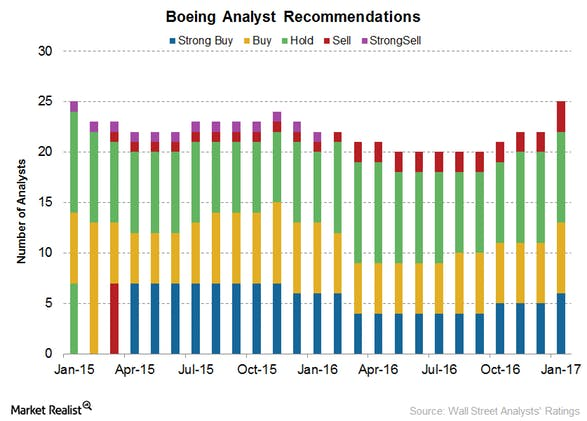 Boeing Analyst Recommendations
Strong Buy Buy Hold Sell StrongSell
30
25
20
15
10
5
0
Number of Analysts
Jan-15 Apr-15 Jul-15 Oct-15 Jan-16 Apr-16 Jul-16 Oct-16 Jan-17
Market Realist
Source: Wall Street Analysts' Ratings